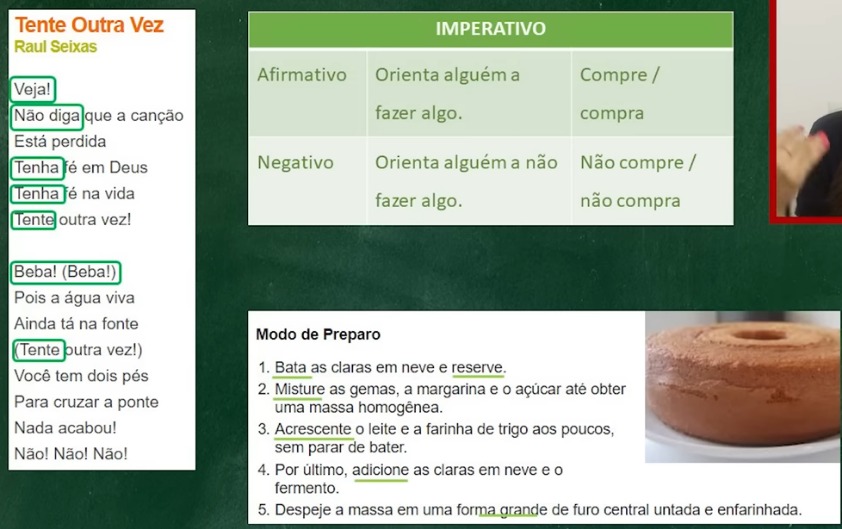 Tente Outra Vez
Raul Seixas
Veja!
Não diga que a canção
Está perdida
Tenha fé em Deus
Tenha fé na vida
Tente outra vez!
Beba! (Beba!)
Pois a água viva
Ainda tá na fonte
(Tente outra vez!)
Você tem dois pés
Para cruzar a ponte
Nada acabou!
Não! Não! Não!
IMPERATIVO
Afirmativo Orienta alguém a Compre /
fazer algo. compra
Negativo Orienta alguém a não Não compre /
fazer algo. não compra
Modo de Preparo
1. Bata as claras em neve e reserve.
2. Misture as gemas, a margarina e o açúcar até obter
uma massa homogênea.
3. Acrescente o leite e a farinha de trigo aos poucos,
sem parar de bater.
4. Por último, adicione as claras em neve e o
fermento.
5. Despeje a massa em uma forma grande de furo central untada e enfarinhada.